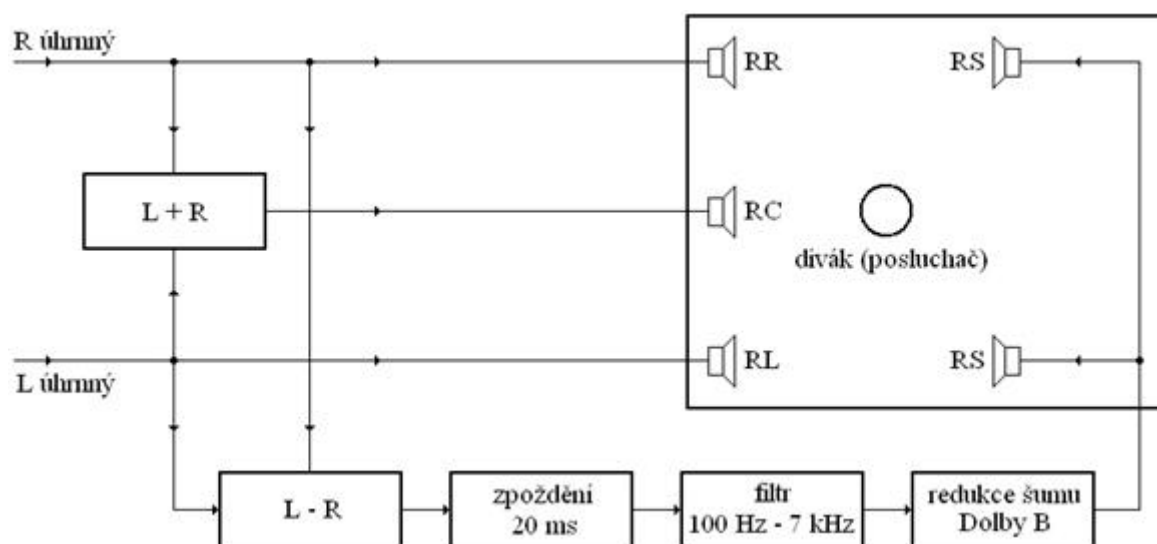 R úhrnný
RR
RS
L + R
RC
divák (posluchač)
RL
RS
L úhrnný
L - R
zpoždění
20 ms
filtr
100 Hz - 7 kHz
redukce šumu
Dolby B